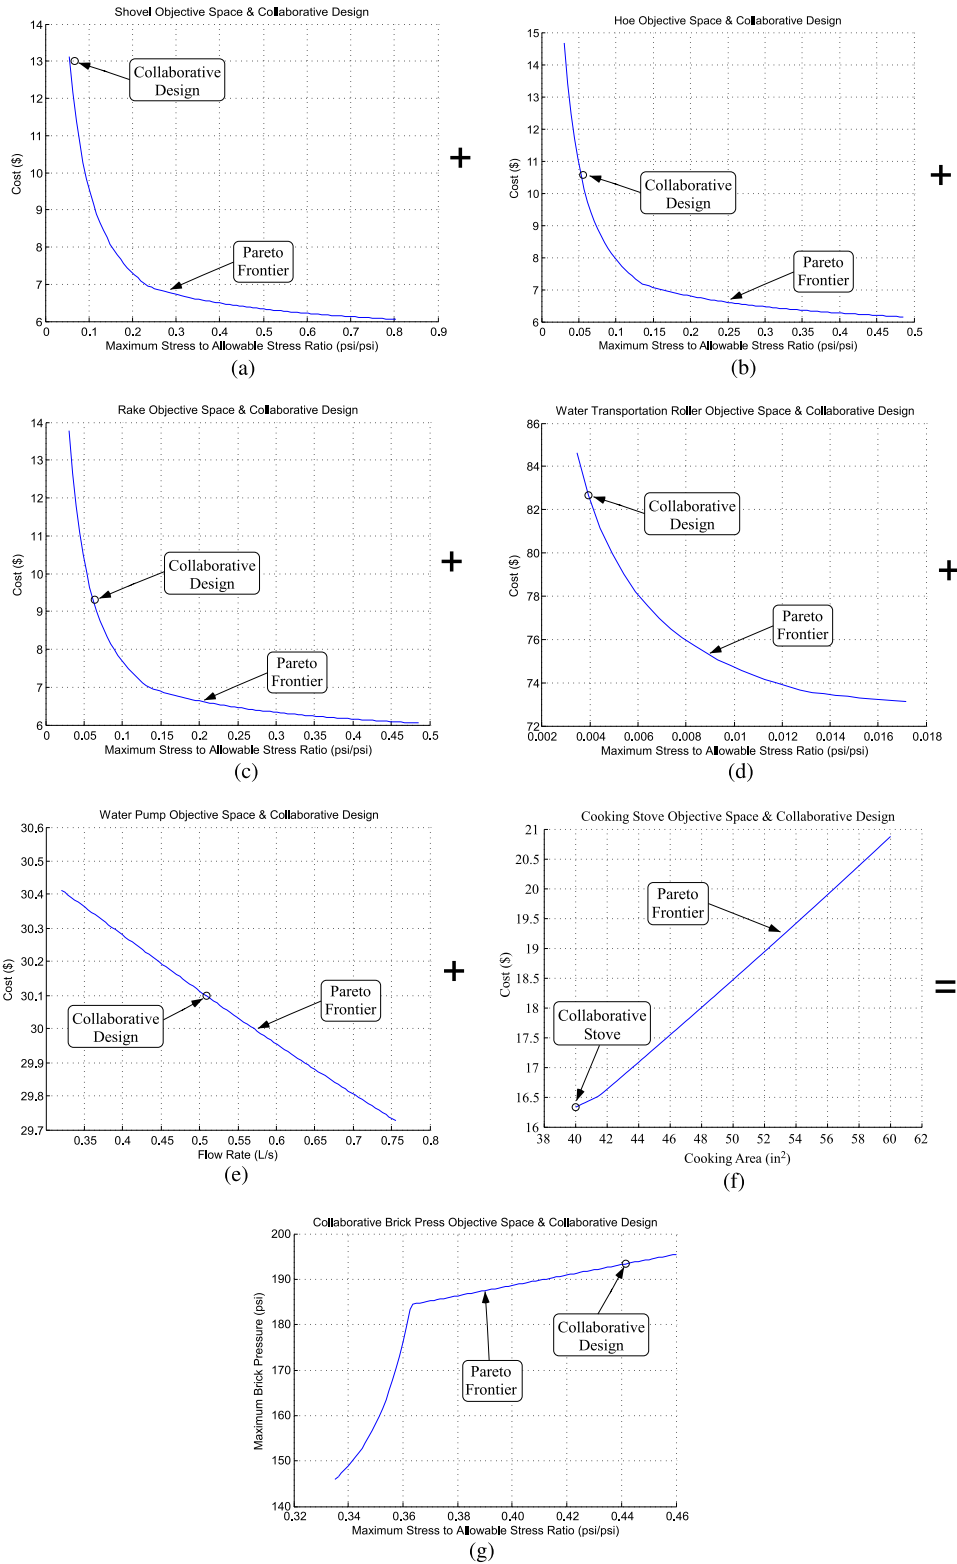 Shovel Objective Space & Collaborative Design
14
13
12
11
10
9
8
7
6
Cost ($)
Collaborative
Design
Pareto
Frontier
0 0.1 0.2 0.3 0.4 0.5 0.6 0.7 0.8 0.9
Maximum Stress to Allowable Stress Ratio (psi/psi)
(a)
+
Hoe Objective Space & Collaborative Design
15
14
13
12
11
10
9
8
7
6
Cost ($)
Collaborative
Design
Pareto
Frontier
0 0.05 0.1 0.15 0.2 0.25 0.3 0.35 0.4 0.45 0.5
Maximum Stress to Allowable Stress Ratio (psi/psi)
(b)
+
Rake Objective Space & Collaborative Design
14
13
12
11
10
9
8
7
6
Cost ($)
Collaborative
Design
Pareto
Frontier
0 0.05 0.1 0.15 0.2 0.25 0.3 0.35 0.4 0.45 0.5
Maximum Stress to Allowable Stress Ratio (psi/psi)
(c)
+
Water Transportation Roller Objective Space & Collaborative Design
86
84
82
80
78
76
74
72
Cost ($)
Collaborative
Design
Pareto
Frontier
0.002 0.004 0.006 0.008 0.01 0.012 0.014 0.016 0.018
Maximum Stress to Allowable Stress Ratio (psi/psi)
(d)
+
Water Pump Objective Space & Collaborative Design
30.6
30.5
30.4
30.3
30.2
30.1
30
29.9
29.8
29.7
Cost ($)
Pareto
Frontier
Collaborative
Design
0.35 0.4 0.45 0.5 0.55 0.6 0.65 0.7 0.75 0.8
Flow Rate (L/s)
(e)
+
Cooking Stove Objective Space & Collaborative Design
21
20.5
20
19.5
19
18.5
18
17.5
17
16.5
16
Cost ($)
Pareto
Frontier
Collaborative
Stove
38 40 42 44 46 48 50 52 54 56 58 60 62
Cooking Area (in²)
(f)
=
Collaborative Brick Press Objective Space & Collaborative Design
200
190
180
170
160
150
140
Maximum Brick Pressure (psi)
Collaborative
Design
Pareto
Frontier
0.32 0.34 0.36 0.38 0.40 0.42 0.44 0.46
Maximum Stress to Allowable Stress Ratio (psi/psi)
(g)